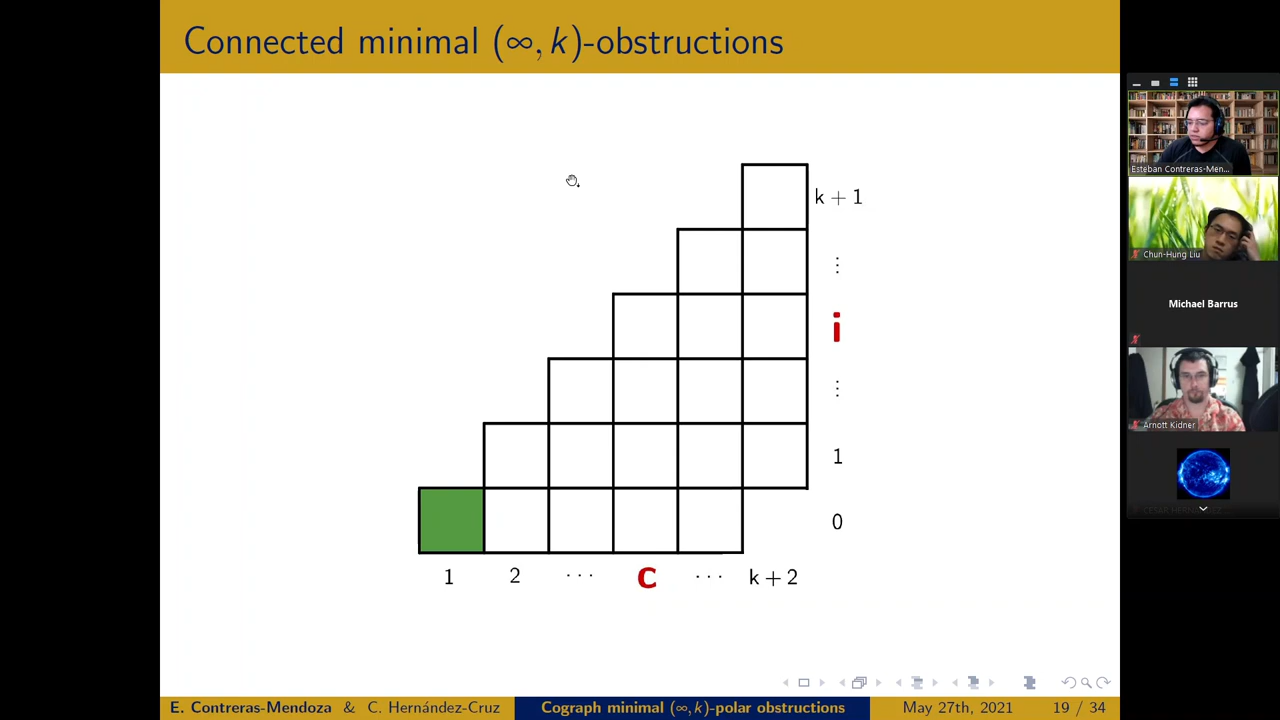 Connected minimal (∞, k)-obstructions
k + 1
⋮
i
⋮
1
0
1 2 ··· c ··· k + 2
Esteban Contreras-Men...
Chun-Hung Liu
Michael Barrus
Arnott Kidner
E. Contreras-Mendoza & C. Hernández-Cruz Cograph minimal (∞, k)-polar obstructions May 27th, 2021 19 / 34